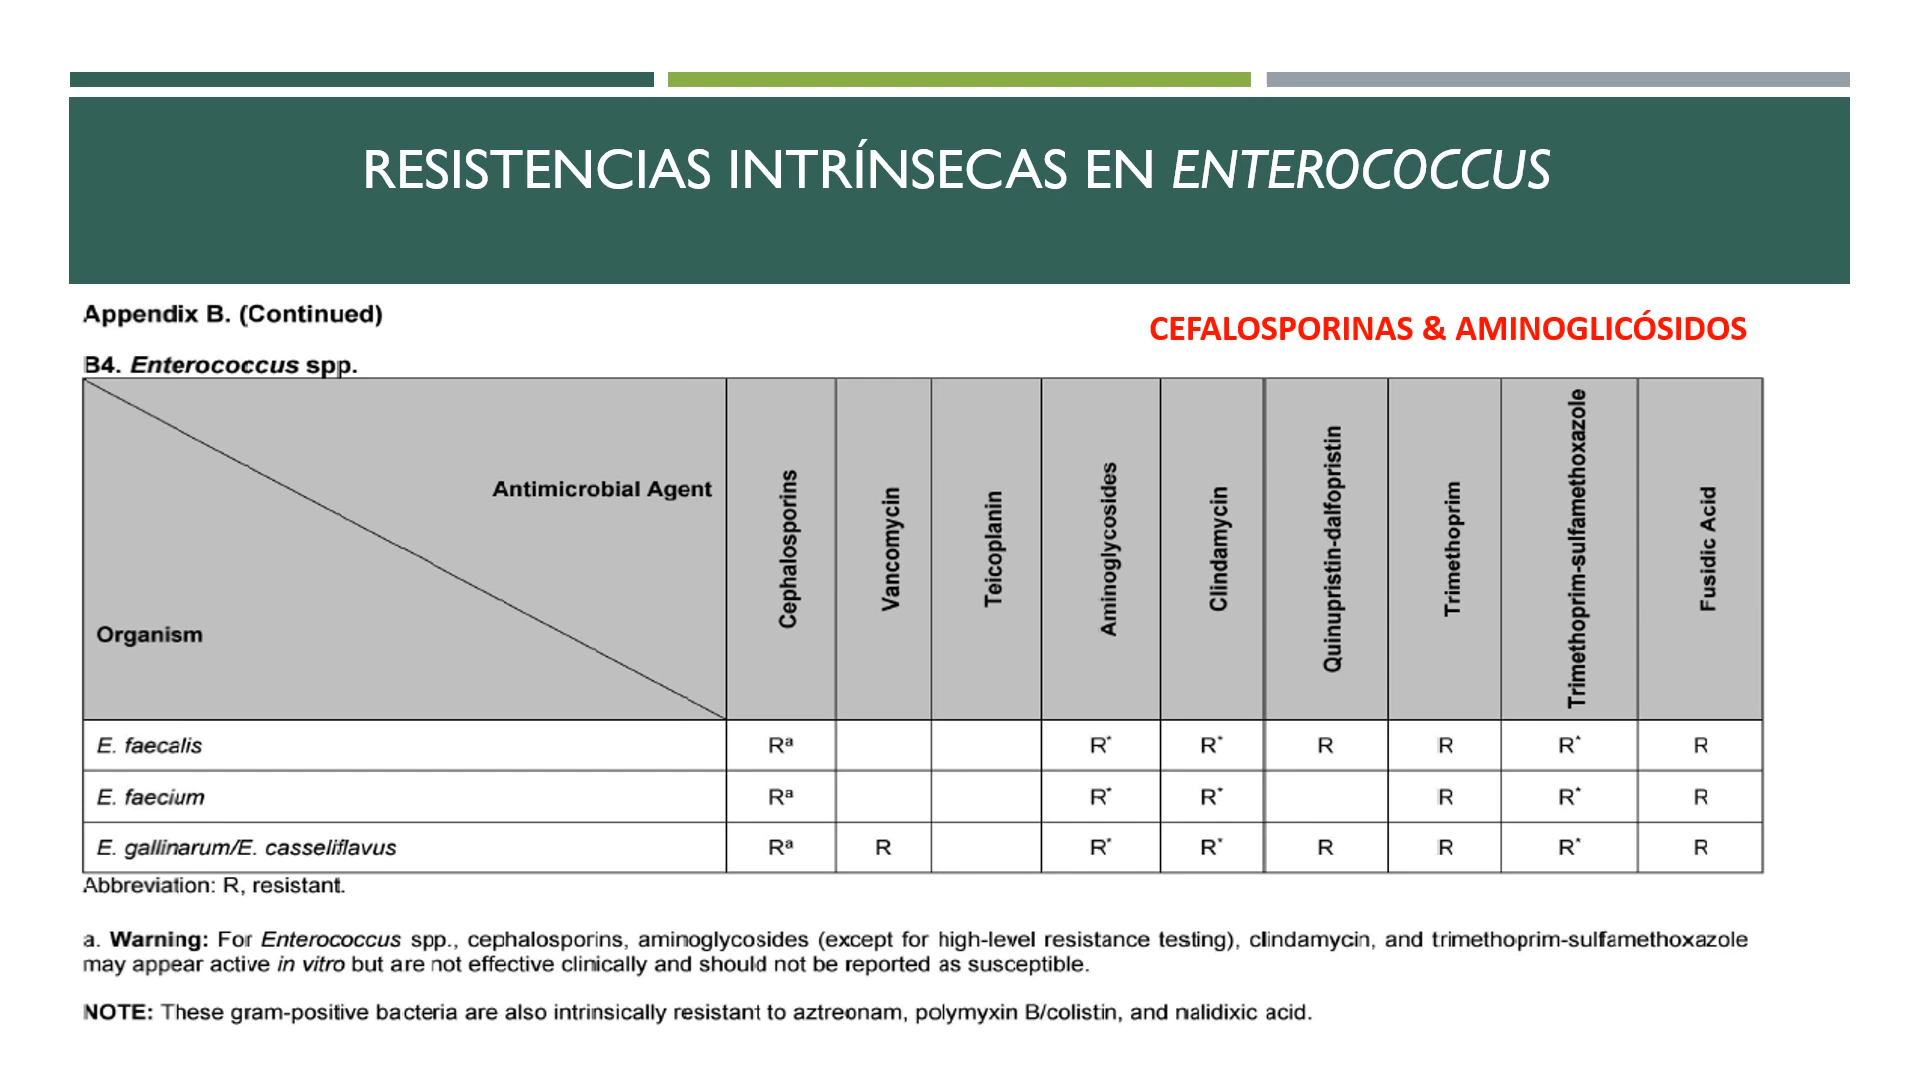 RESISTENCIAS INTRÍNSECAS EN ENTEROCOCCUS
Appendix B. (Continued)
CEFALOSPORINAS & AMINOGLICÓSIDOS
B4. Enterococcus spp.
Antimicrobial Agent
Organism
Cephalosporins
Vancomycin
Teicoplanin
Aminoglycosides
Clindamycin
Quinupristin-dalfopristin
Trimethoprim
Trimethoprim-sulfamethoxazole
Fusidic Acid
E. faecalis Rª R* R* R R R* R
E. faecium Rª R* R* R R* R
E. gallinarum/E. casseliflavus Rª R R* R* R R R* R
Abbreviation: R, resistant.
a. Warning: For Enterococcus spp., cephalosporins, aminoglycosides (except for high-level resistance testing), clindamycin, and trimethoprim-sulfamethoxazole
may appear active in vitro but are not effective clinically and should not be reported as susceptible.
NOTE: These gram-positive bacteria are also intrinsically resistant to aztreonam, polymyxin B/colistin, and nalidixic acid.